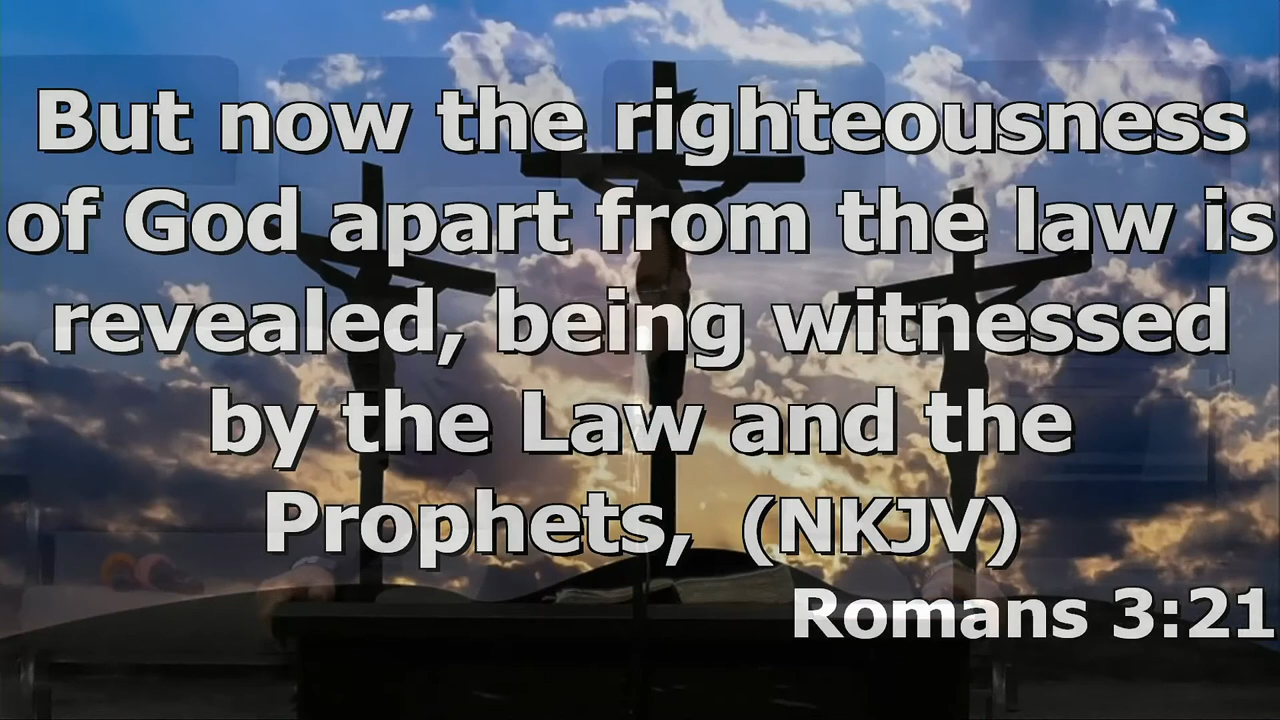 But now the righteousness
of God apart from the law is
revealed, being witnessed
by the Law and the
Prophets, (NKJV)
Romans 3:21